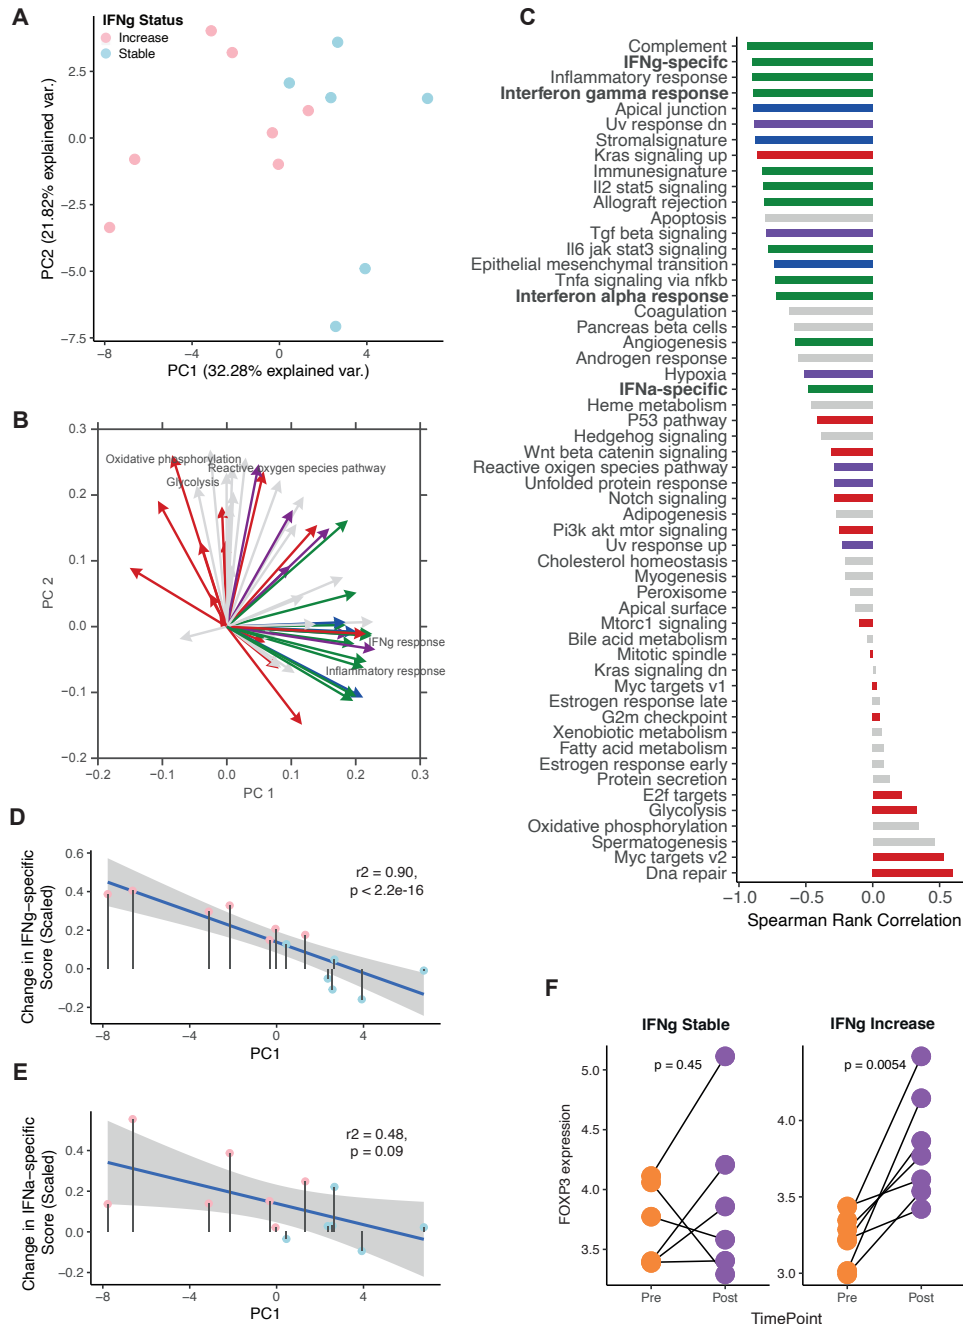 A
IFNg Status
Increase
Stable
2.5
0.0
−2.5
−5.0
−7.5
PC2 (21.82% explained var.)
−8
−4
0
4
PC1 (32.28% explained var.)
B
0.3
0.2
0.1
0.0
−0.1
−0.2
PC 2
Oxidative phosphorylation
Reactive oxygen species pathway
Glycolysis
IFNg response
Inflammatory response
−0.2
−0.1
0.0
0.1
0.2
0.3
PC 1
C
Complement
IFNg-specifc
Inflammatory response
Interferon gamma response
Apical junction
Uv response dn
Stromalsignature
Kras signaling up
Immunesignature
Il2 stat5 signaling
Allograft rejection
Apoptosis
Tgf beta signaling
Il6 jak stat3 signaling
Epithelial mesenchymal transition
Tnfa signaling via nfkb
Interferon alpha response
Coagulation
Pancreas beta cells
Angiogenesis
Androgen response
Hypoxia
IFNa-specific
Heme metabolism
P53 pathway
Hedgehog signaling
Wnt beta catenin signaling
Reactive oxigen species pathway
Unfolded protein response
Notch signaling
Adipogenesis
Pi3k akt mtor signaling
Uv response up
Cholesterol homeostasis
Myogenesis
Peroxisome
Apical surface
Mtorc1 signaling
Bile acid metabolism
Mitotic spindle
Kras signaling dn
Myc targets v1
Estrogen response late
G2m checkpoint
Xenobiotic metabolism
Fatty acid metabolism
Estrogen response early
Protein secretion
E2f targets
Glycolysis
Oxidative phosphorylation
Spermatogenesis
Myc targets v2
Dna repair
−1.0
−0.5
0.0
0.5
Spearman Rank Correlation
D
0.6
0.4
0.2
0.0
−0.2
Change in IFNg−specific
Score (Scaled)
r2 = 0.90,
p < 2.2e-16
−8
−4
0
4
PC1
E
0.4
0.2
0.0
−0.2
Change in IFNa−specific
Score (Scaled)
r2 = 0.48,
p = 0.09
−8
−4
0
4
PC1
F
IFNg Stable
IFNg Increase
p = 0.45
p = 0.0054
5.0
4.5
4.0
3.5
4.0
3.5
3.0
FOXP3 expression
Pre
Post
Pre
Post
TimePoint